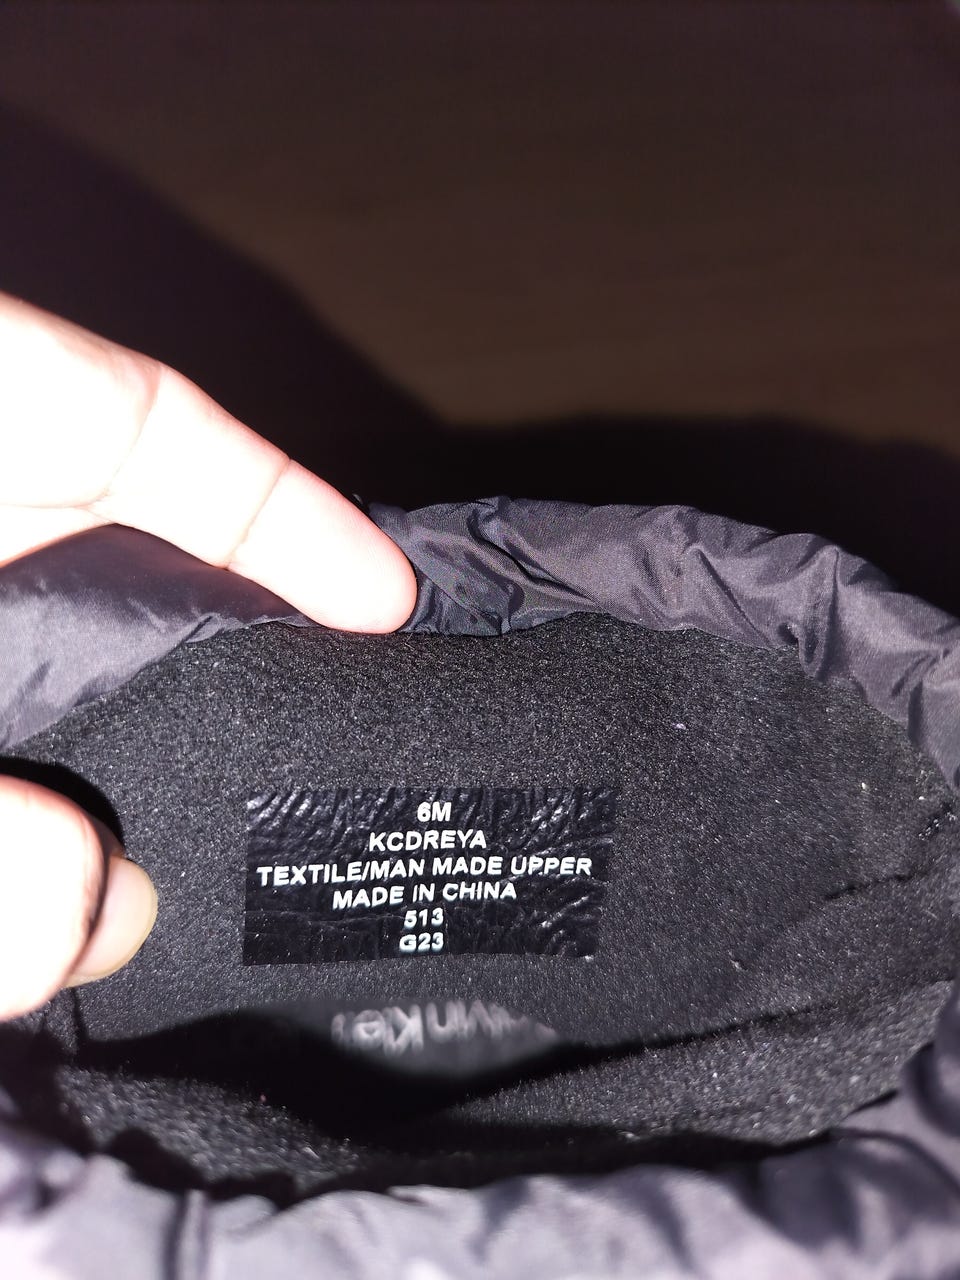 6M
KCDREYA
TEXTILE/MAN MADE UPPER
MADE IN CHINA
513
G23